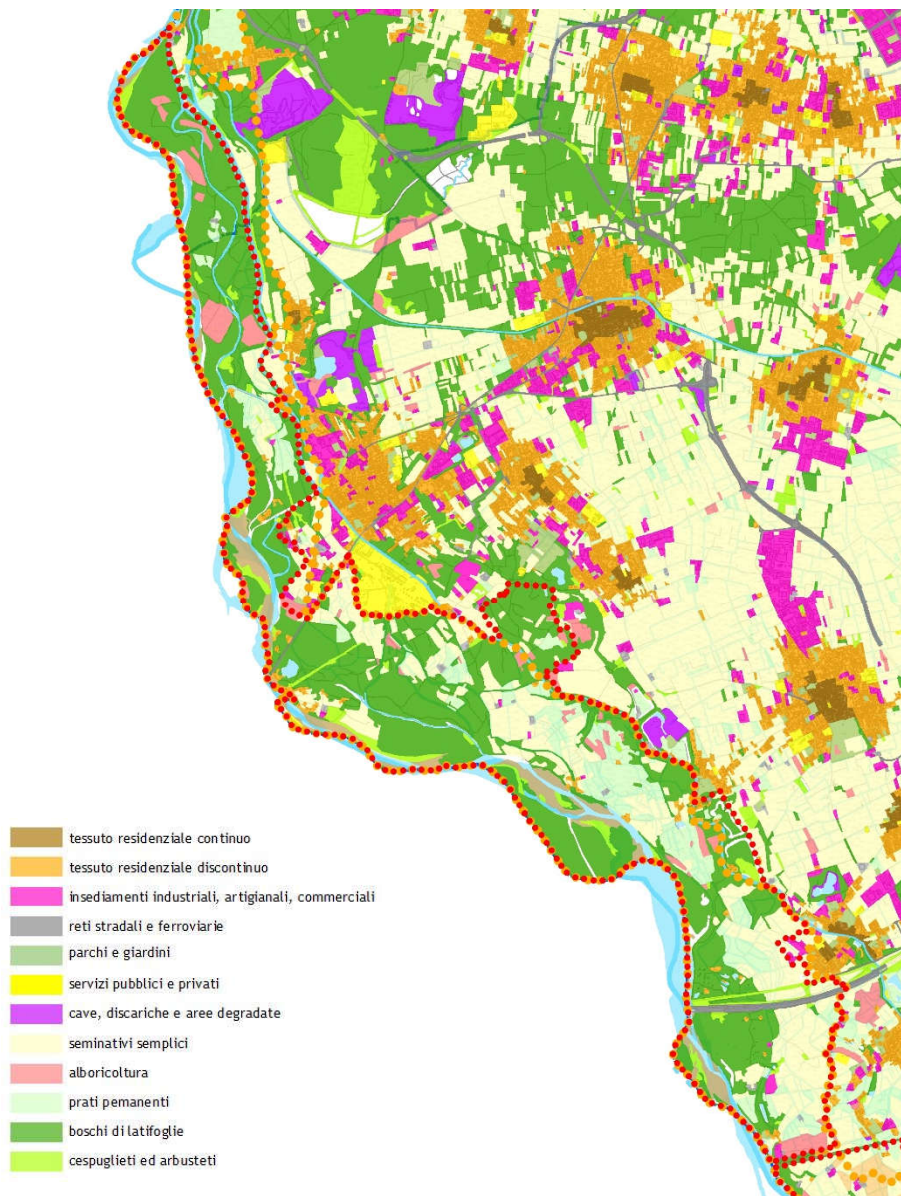 tessuto residenziale continuo
tessuto residenziale discontinuo
insediamenti industriali, artigianali, commerciali
reti stradali e ferroviarie
parchi e giardini
servizi pubblici e privati
cave, discariche e aree degradate
seminativi semplici
alboricoltura
prati pemanenti
boschi di latifoglie
cespuglieti ed arbusteti